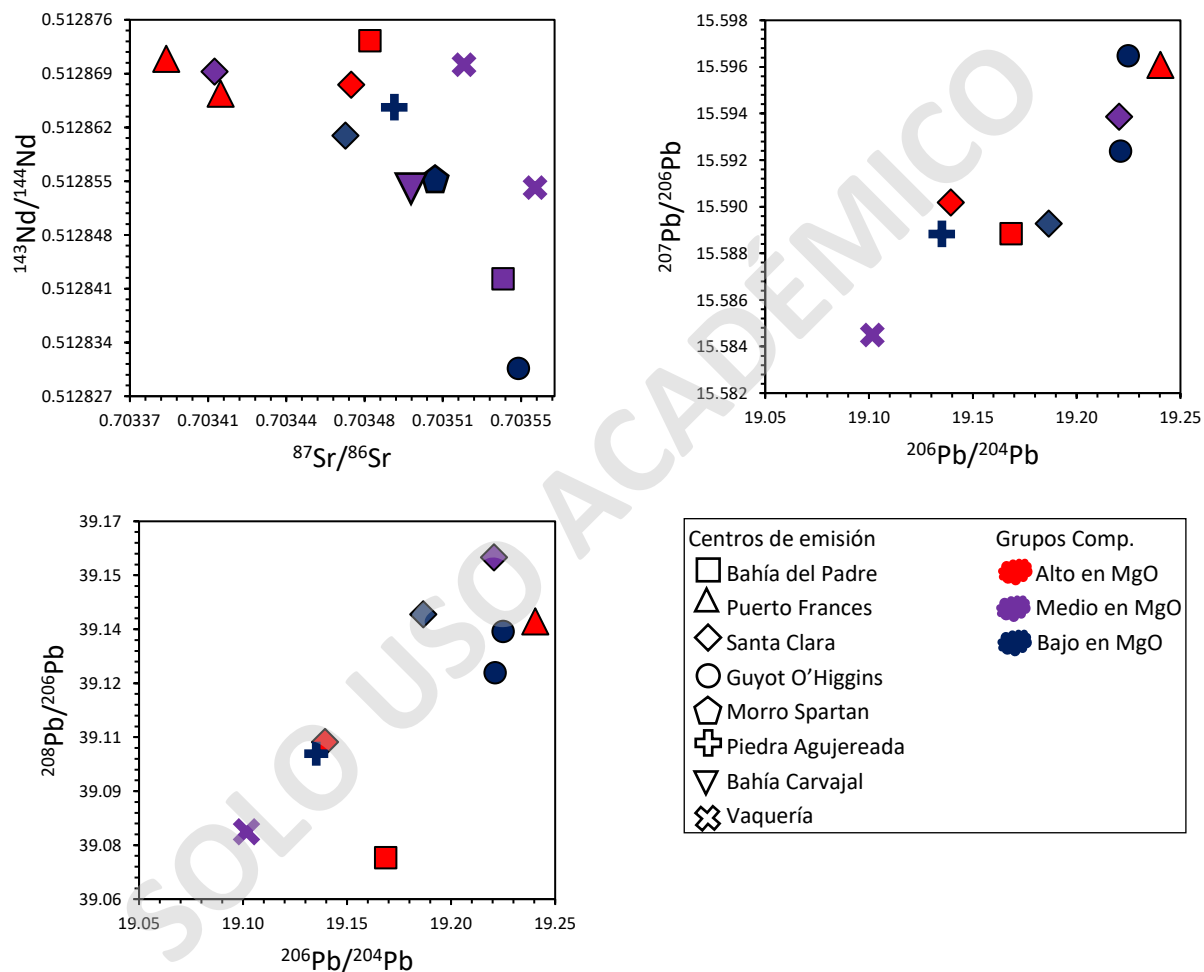 0.512876
0.512869
0.512862
0.512855
0.512848
0.512841
0.512834
0.512827
143Nd/144Nd
0.70337
0.70341
0.70344
0.70348
0.70351
0.70355
87Sr/86Sr
15.598
15.596
15.594
15.592
15.590
15.588
15.586
15.584
15.582
207Pb/206Pb
19.05
19.10
19.15
19.20
19.25
206Pb/204Pb
39.17
39.15
39.14
39.12
39.11
39.09
39.08
39.06
208Pb/206Pb
19.05
19.10
19.15
19.20
19.25
206Pb/204Pb
Centros de emisión
Bahía del Padre
Puerto Frances
Santa Clara
Guyot O’Higgins
Morro Spartan
Piedra Agujereada
Bahía Carvajal
Vaquería
Grupos Comp.
Alto en MgO
Medio en MgO
Bajo en MgO
SOLO USO ACADÉMICO